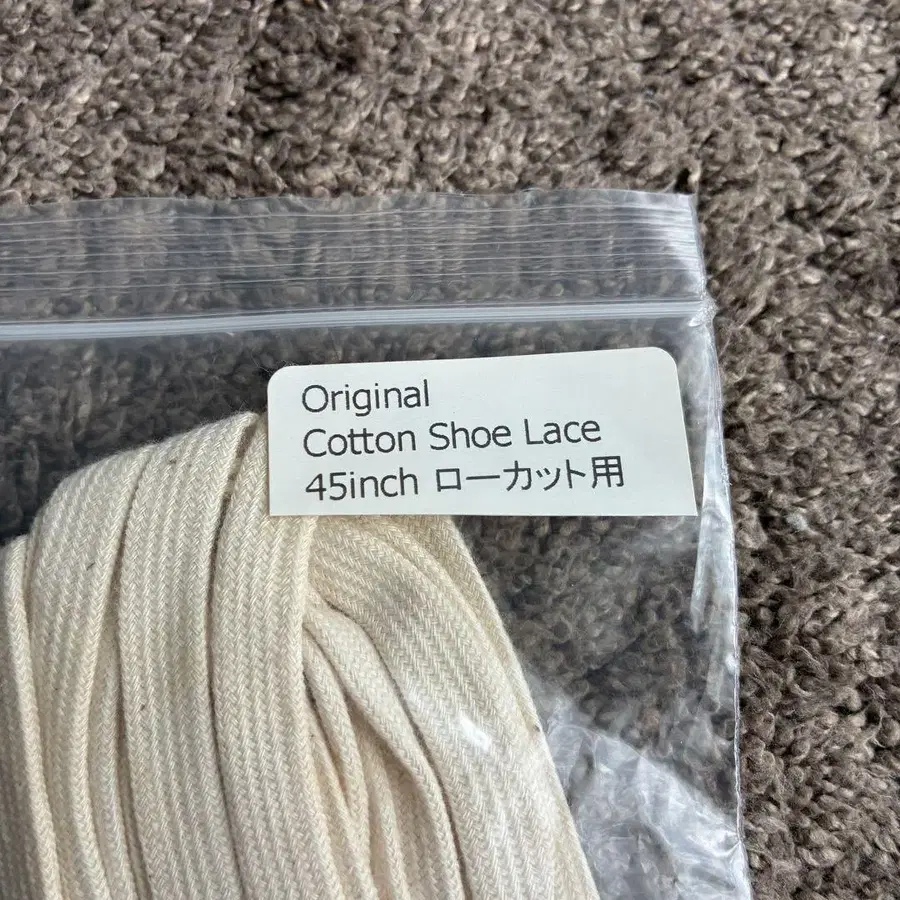 Original
Cotton Shoe Lace
45inch ローカット用